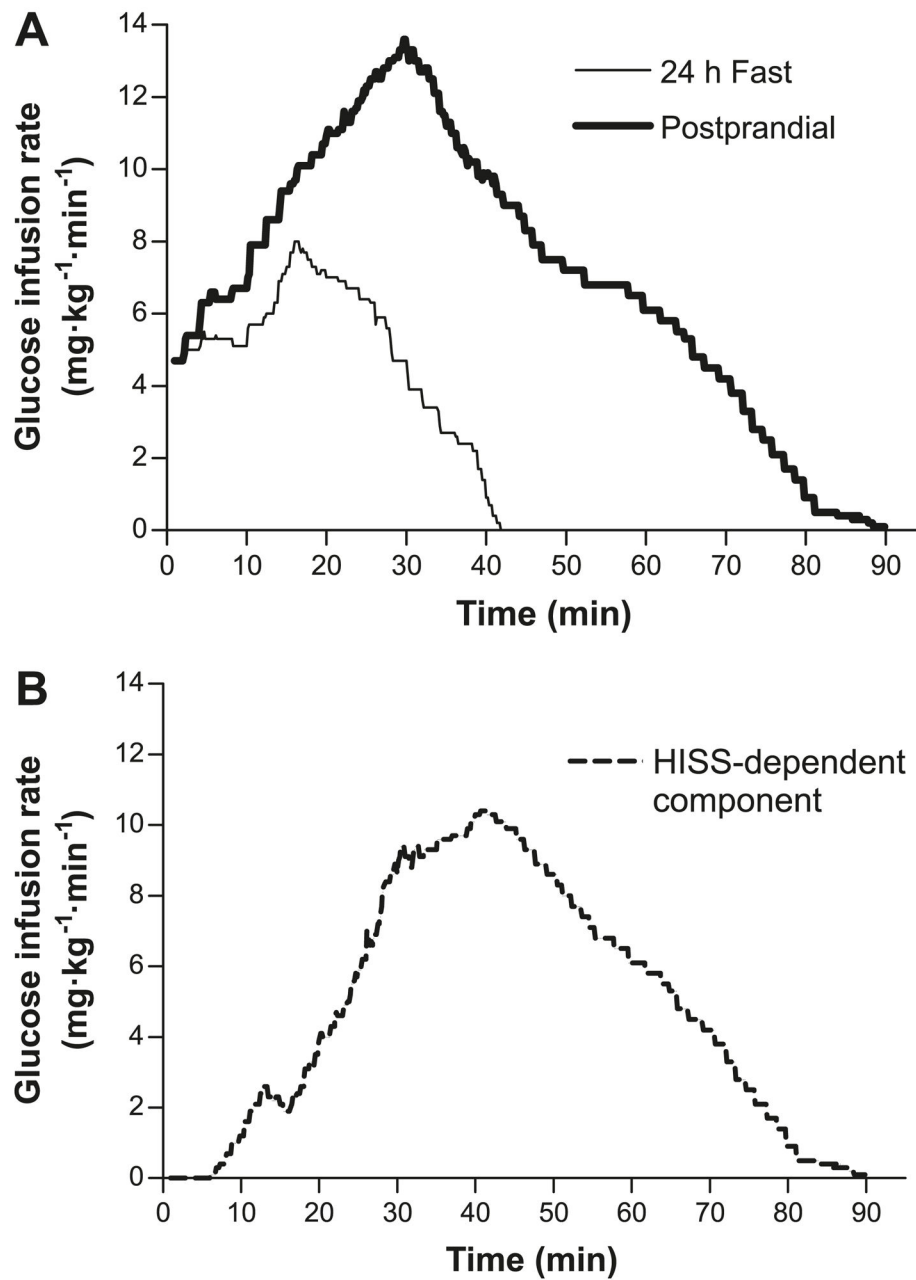 A
Glucose infusion rate
(mg·kg⁻¹·min⁻¹)
14
12
10
8
6
4
2
0
24 h Fast
Postprandial
0 10 20 30 40 50 60 70 80 90
Time (min)
B
Glucose infusion rate
(mg·kg⁻¹·min⁻¹)
14
12
10
8
6
4
2
0
HISS-dependent
component
0 10 20 30 40 50 60 70 80 90
Time (min)